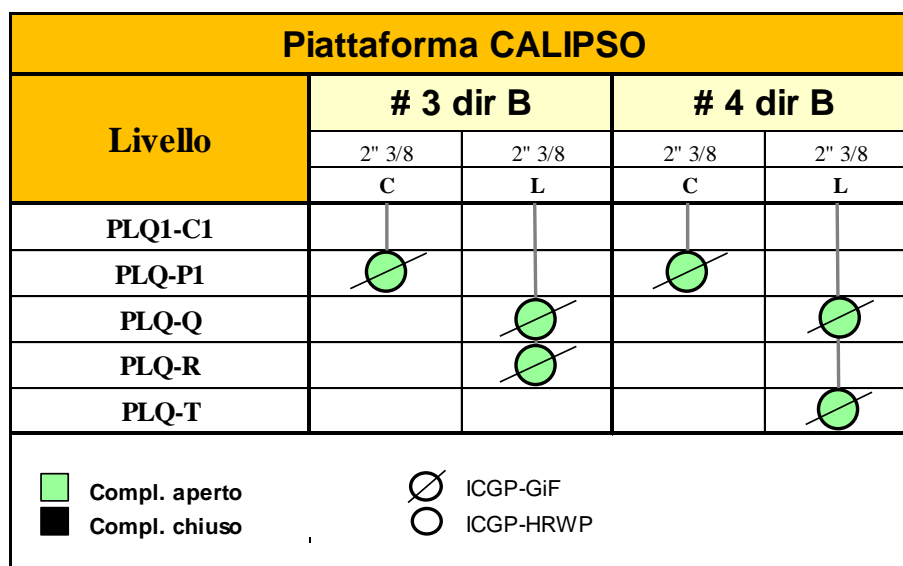 Piattaforma CALIPSO
Livello # 3 dir B # 4 dir B
2" 3/8 2" 3/8 2" 3/8 2" 3/8
C L C L
PLQ1-C1
PLQ-P1
PLQ-Q
PLQ-R
PLQ-T
Compl. aperto ICGP-GiF
Compl. chiuso ICGP-HRWP